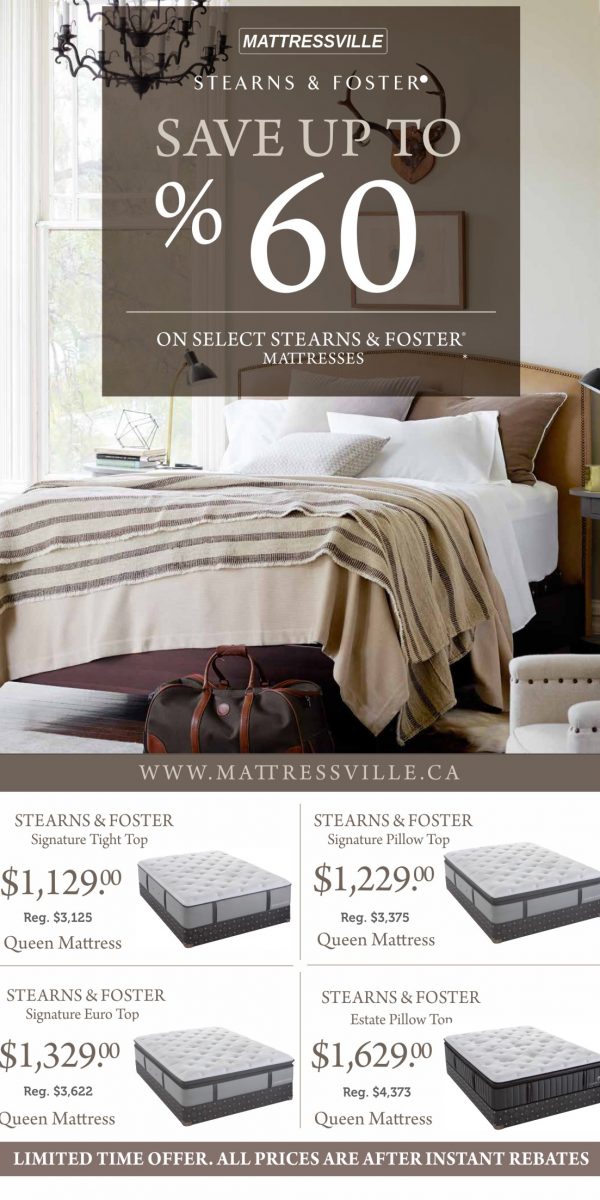 MATTRESSVILLE
STEARNS & FOSTER®
SAVE UP TO
% 60
ON SELECT STEARNS & FOSTER®
MATTRESSES *
WWW.MATTRESSVILLE.CA
STEARNS & FOSTER
Signature Tight Top
$1,129.00
Reg. $3,125
Queen Mattress
STEARNS & FOSTER
Signature Pillow Top
$1,229.00
Reg. $3,375
Queen Mattress
STEARNS & FOSTER
Signature Euro Top
$1,329.00
Reg. $3,622
Queen Mattress
STEARNS & FOSTER
Estate Pillow Top
$1,629.00
Reg. $4,373
Queen Mattress
LIMITED TIME OFFER. ALL PRICES ARE AFTER INSTANT REBATES